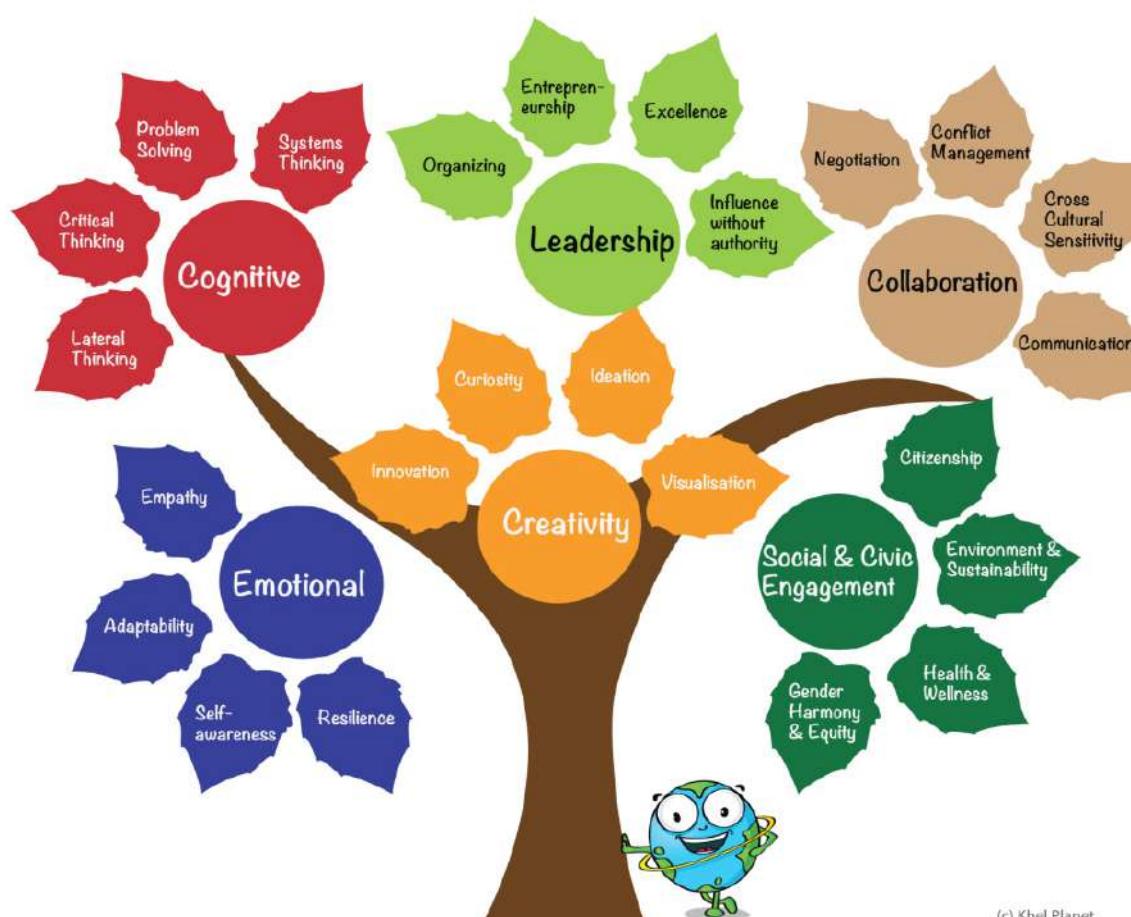 Problem
Solving
Systems
Thinking
Critical
Thinking
Lateral
Thinking
Cognitive
Entrepren-
eurship
Excellence
Organizing
Influence
without
authority
Leadership
Negotiation
Conflict
Management
Cross
Cultural
Sensitivity
Communication
Collaboration
Curiosity
Ideation
Innovation
Visualisation
Creativity
Empathy
Adaptability
Self-
awareness
Resilience
Emotional
Citizenship
Environment &
Sustainability
Health &
Wellness
Gender
Harmony
& Equity
Social & Civic
Engagement
(c) Khel Planet